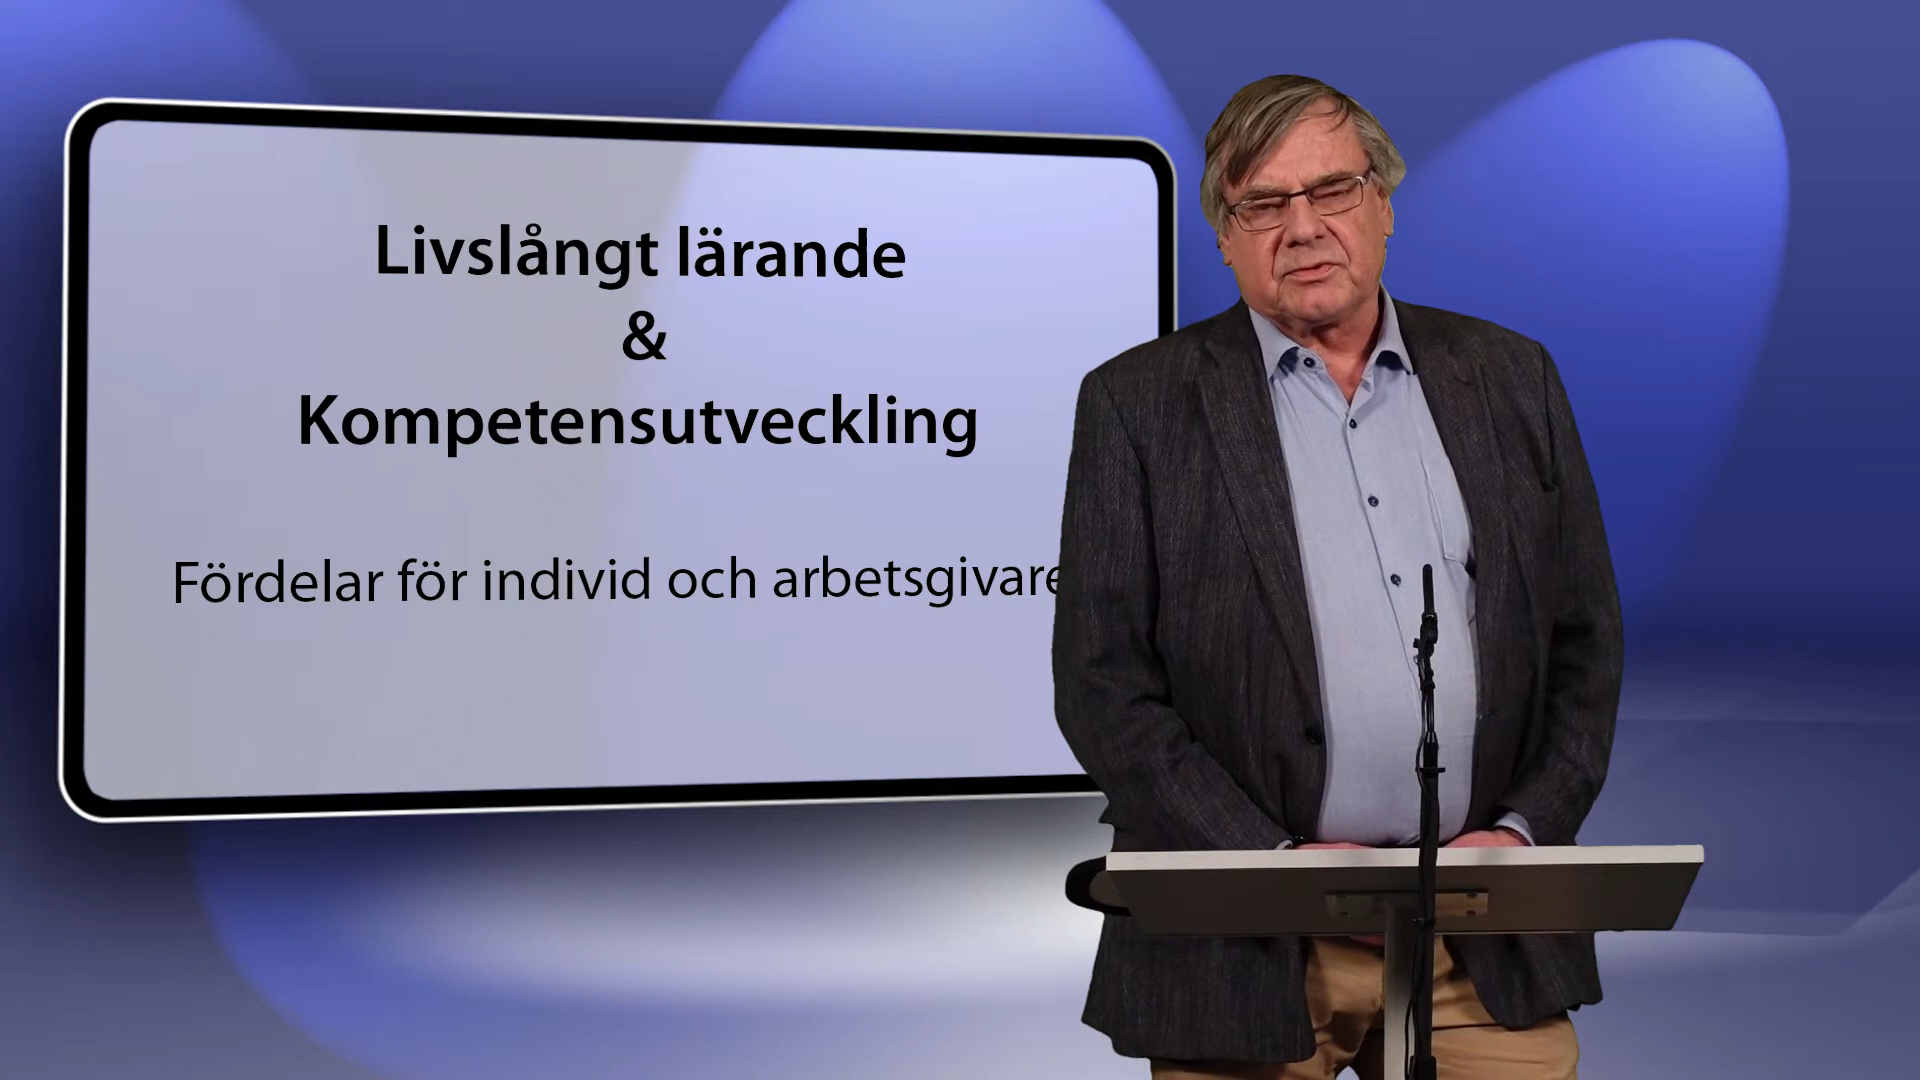 Livslångt lärande
&
Kompetensutveckling
Fördelar för individ och arbetsgivare